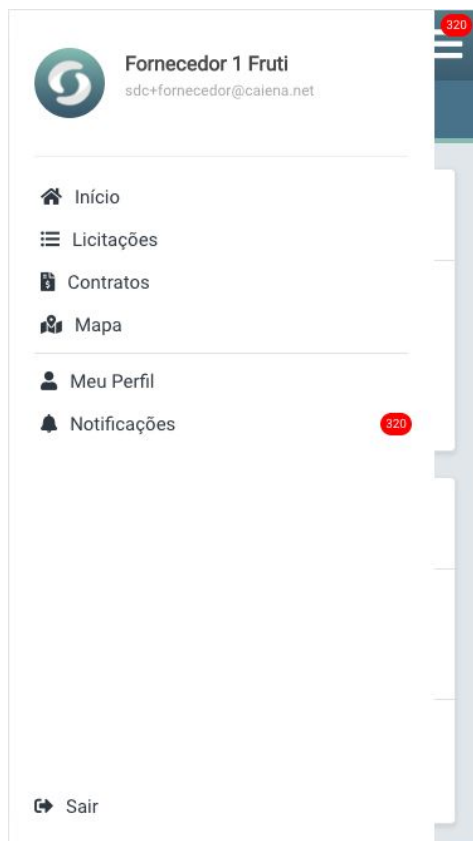 320
Fornecedor 1 Fruti
sdc+fornecedor@caiena.net
Início
Licitações
Contratos
Mapa
Meu Perfil
Notificações 320
Sair